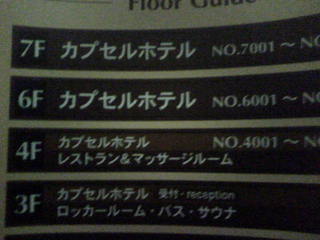 Floor Guide
7F カプセルホテル NO.7001 ~ NO
6F カプセルホテル NO.6001 ~ NO
4F カプセルホテル NO.4001 ~ NO
レストラン&マッサージルーム
3F カプセルホテル 受付・reception
ロッカールーム・バス・サウナ